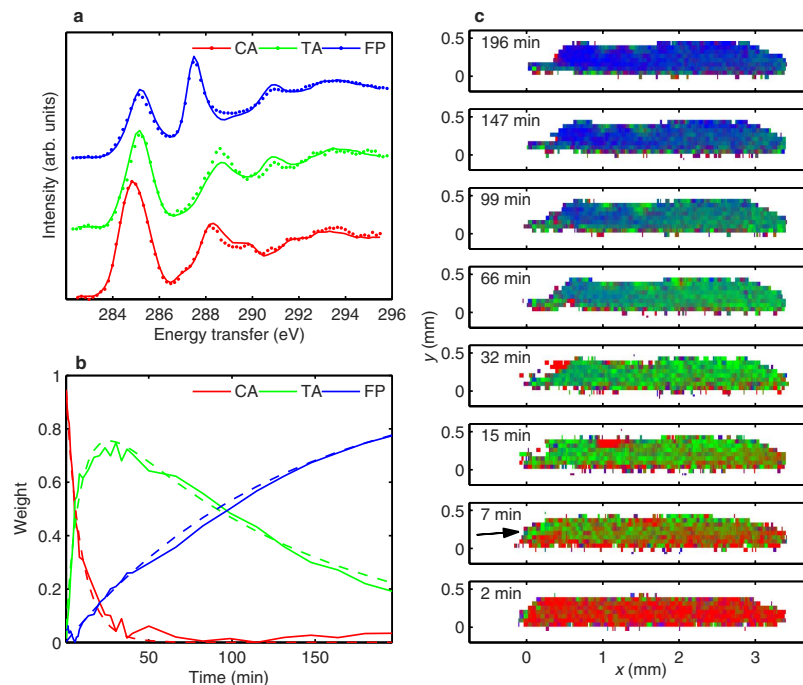 a
CA TA FP
Intensity (arb. units)
284 286 288 290 292 294 296
Energy transfer (eV)
b
CA TA FP
1
0.8
0.6
0.4
0.2
0
Weight
50 100 150
Time (min)
c
196 min
0.5
0
147 min
0.5
0
99 min
0.5
0
66 min
0.5
0
y (mm)
32 min
0.5
0
15 min
0.5
0
7 min
0.5
0
2 min
0.5
0
0 1 2 3
x (mm)